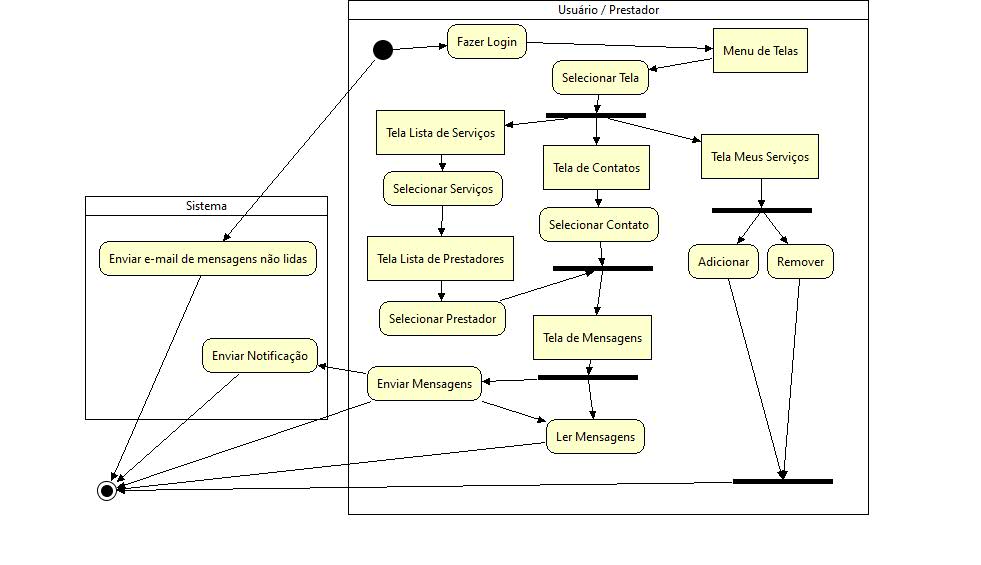 Usuário / Prestador
Fazer Login
Menu de Telas
Selecionar Tela
Tela Lista de Serviços
Tela de Contatos
Tela Meus Serviços
Selecionar Serviços
Selecionar Contato
Sistema
Enviar e-mail de mensagens não lidas
Tela Lista de Prestadores
Adicionar
Remover
Selecionar Prestador
Tela de Mensagens
Enviar Notificação
Enviar Mensagens
Ler Mensagens